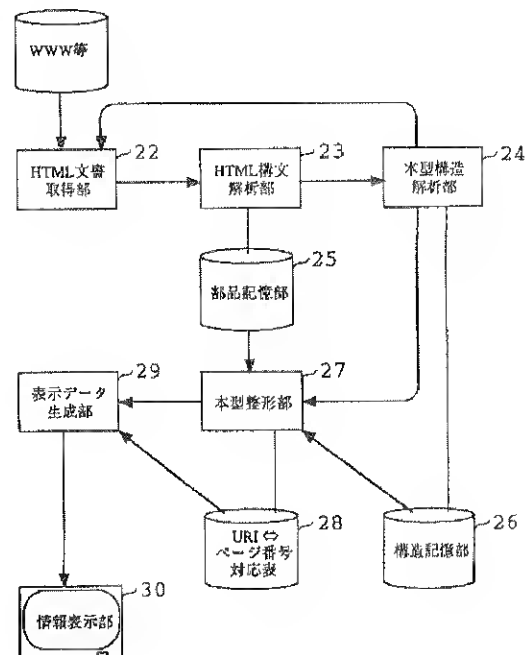 WWW等
22
HTML文書
取得部
23
HTML構文
解析部
24
本型構造
解析部
25
部品記憶部
29
表示データ
生成部
27
本型整形部
28
URI⇔
ページ番号
対応表
26
構造記憶部
30
情報表示部